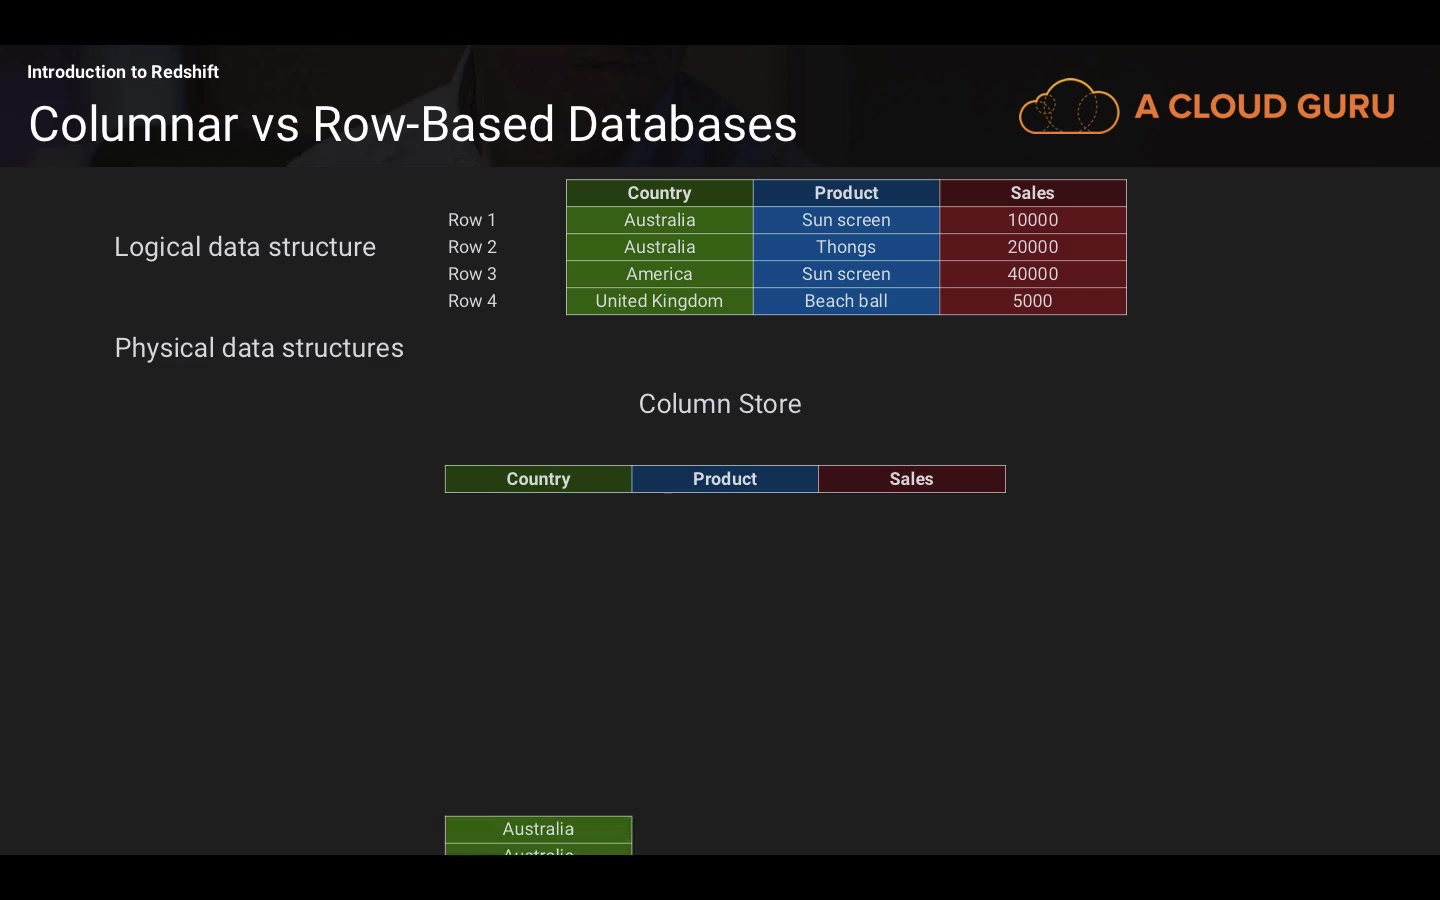 Introduction to Redshift
Columnar vs Row-Based Databases
A CLOUD GURU
Country Product Sales
Row 1 Australia Sun screen 10000
Logical data structure
Row 2 Australia Thongs 20000
Row 3 America Sun screen 40000
Row 4 United Kingdom Beach ball 5000
Physical data structures
Column Store
Country Product Sales
Australia
Australia